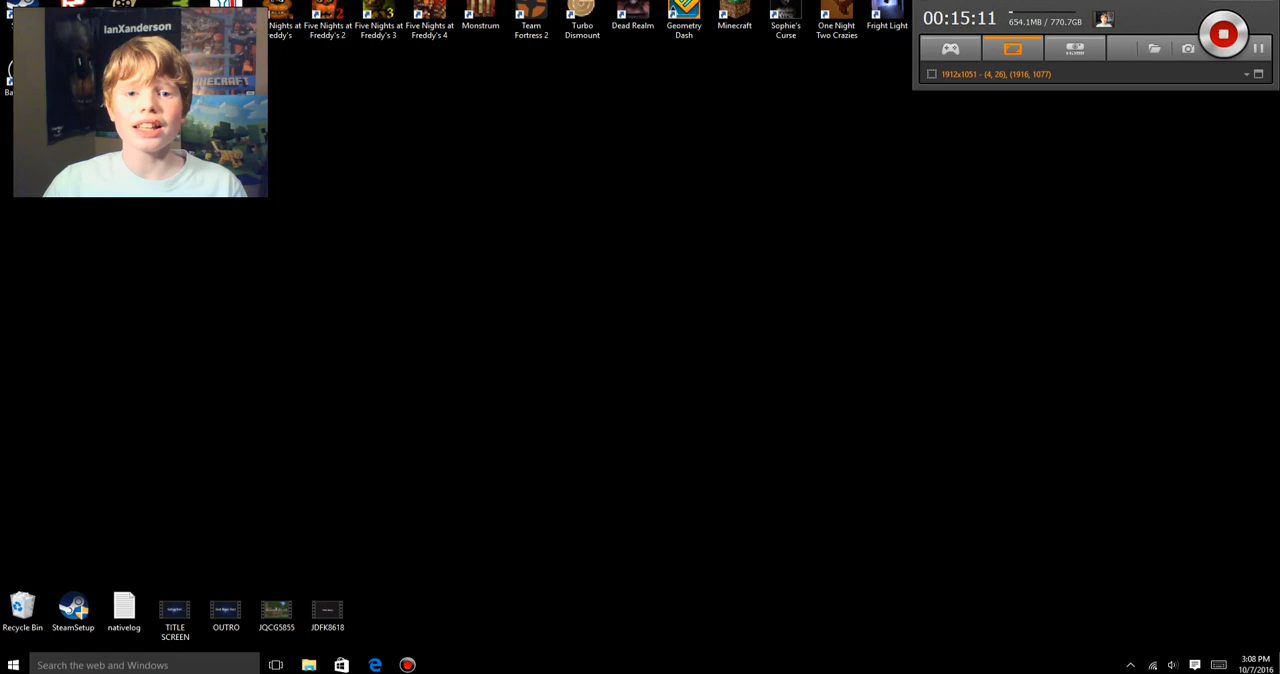 IanXanderson
MINECRAFT
Freddy's
Five Nights at
Freddy's 2
Five Nights at
Freddy's 3
Five Nights at
Freddy's 4
Monstrum
Team
Fortress 2
Turbo
Dismount
Dead Realm
Geometry
Dash
Minecraft
Sophie's
Curse
One Night
Two Crazies
Fright Light
00:15:11
654.1MB / 770.7GB
HDMI
1912x1051 - (4, 26), (1916, 1077)
Recycle Bin
SteamSetup
nativelog
TITLE
SCREEN
OUTRO
JQCG5855
JDFK8618
Search the web and Windows
3:08 PM
10/7/2016